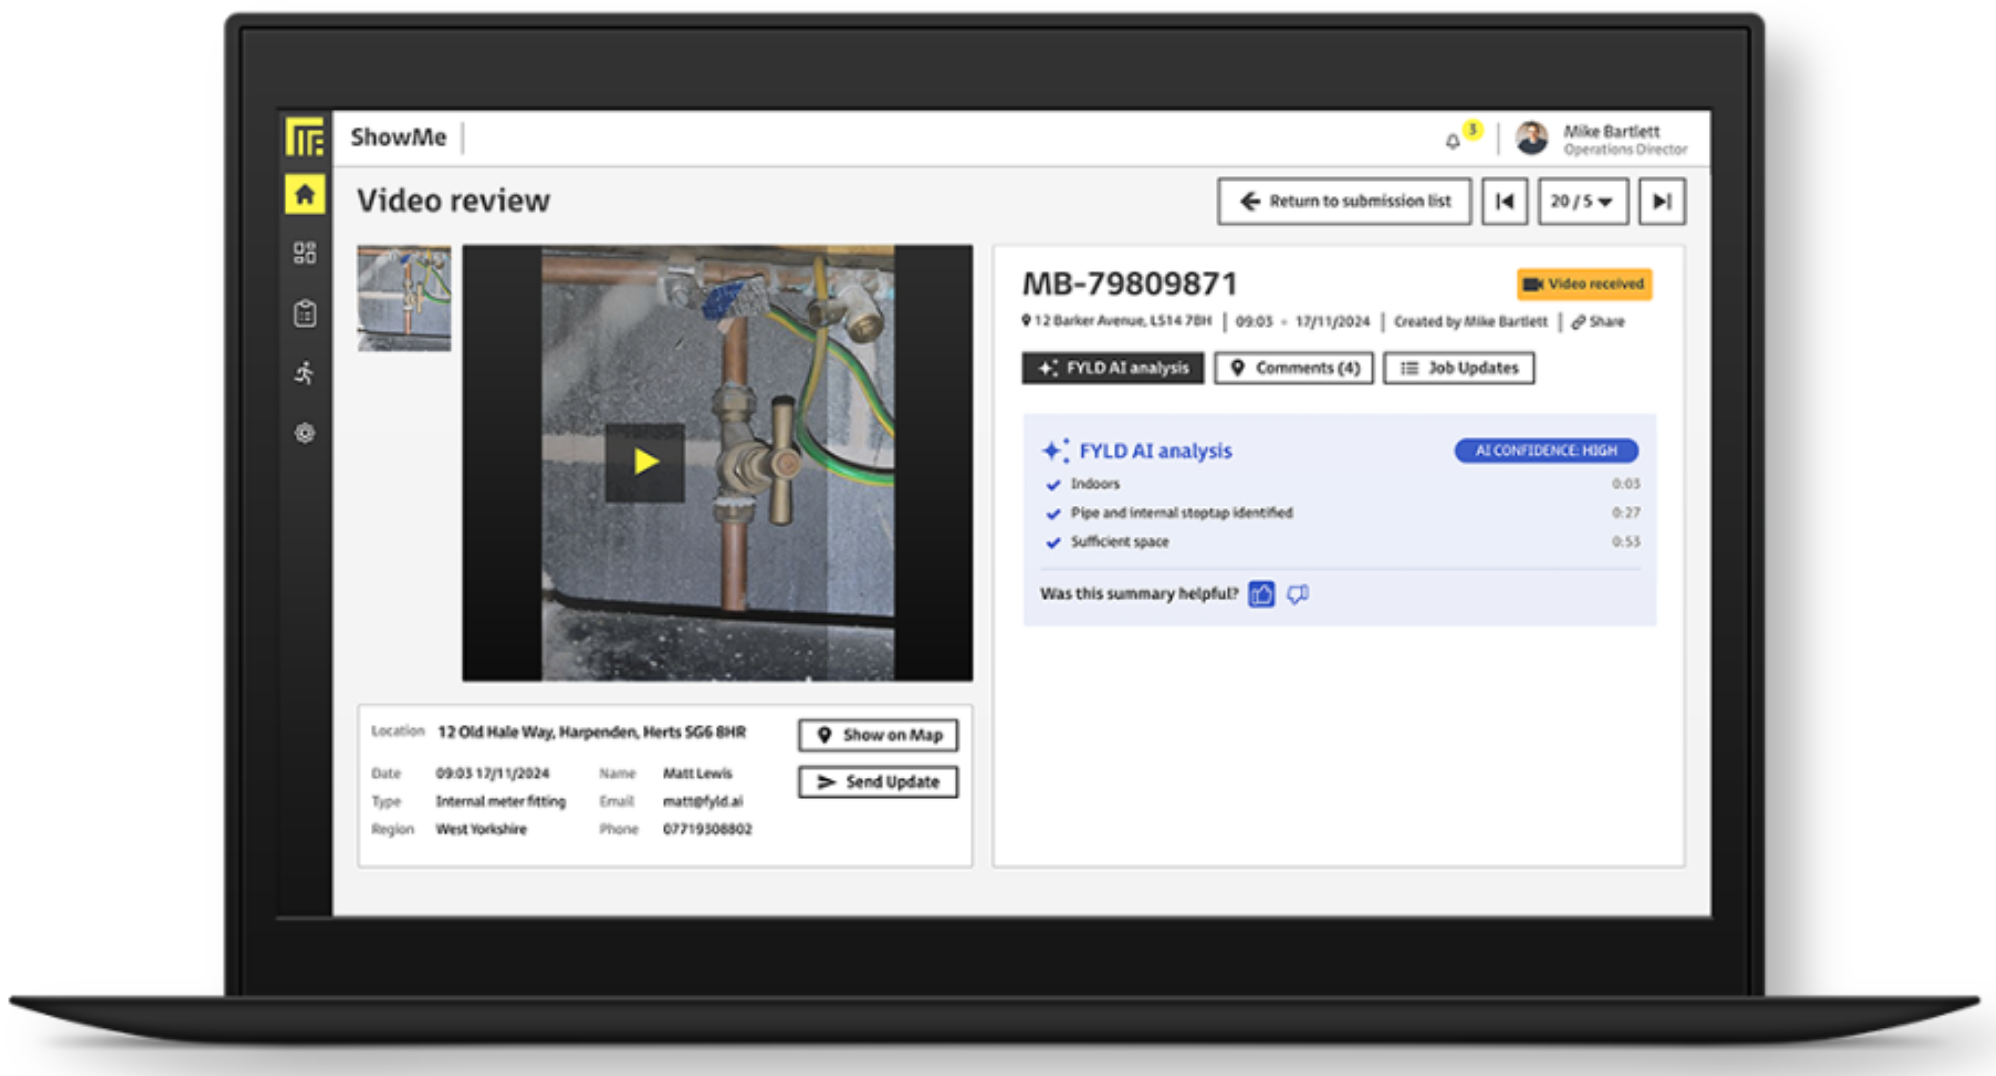 ShowMe
3
Mike Bartlett
Operations Director
Video review
Return to submission list
20 / 5
MB-79809871
Video received
12 Barker Avenue, LS14 7BH | 09:03 - 17/11/2024 | Created by Mike Bartlett | Share
FYLD AI analysis
Comments (4)
Job Updates
FYLD AI analysis
AI CONFIDENCE: HIGH
Indoors 0:03
Pipe and internal stoptap identified 0:27
Sufficient space 0:53
Was this summary helpful?
Location 12 Old Hale Way, Harpenden, Herts SG6 8HR
Show on Map
Date 09:03 17/11/2024 Name Matt Lewis
Send Update
Type Internal meter fitting Email matt@fyld.ai
Region West Yorkshire Phone 07719308802